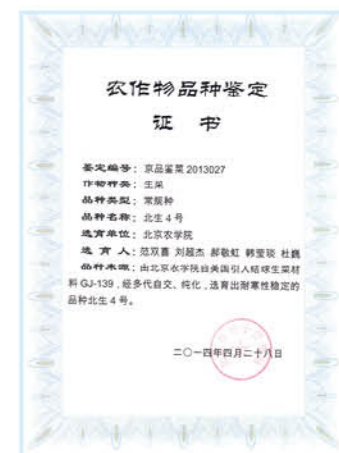 农作物品种鉴定
证 书
鉴定编号：京品鉴菜 2013027
作物种类：生菜
品种类型：常规种
品种名称：北生 4 号
选育单位：北京农学院
选 育 人：范双喜 刘超杰 郝敬虹 韩莹琰 杜巍
品种来源：由北京农学院自美国引入结球生菜材
料 GJ-139，经多代自交、纯化，选育出耐寒性稳定的
品种北生 4 号。
二〇一四年四月二十八日